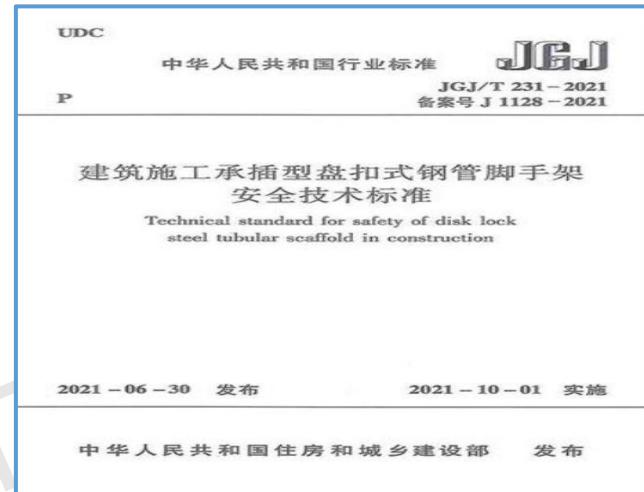 UDC
中华人民共和国行业标准 JGJ
JGJ/T 231－2021
P
备案号 J 1128－2021
建筑施工承插型盘扣式钢管脚手架
安全技术标准
Technical standard for safety of disk lock
steel tubular scaffold in construction
2021－06－30 发布 2021－10－01 实施
中华人民共和国住房和城乡建设部 发布